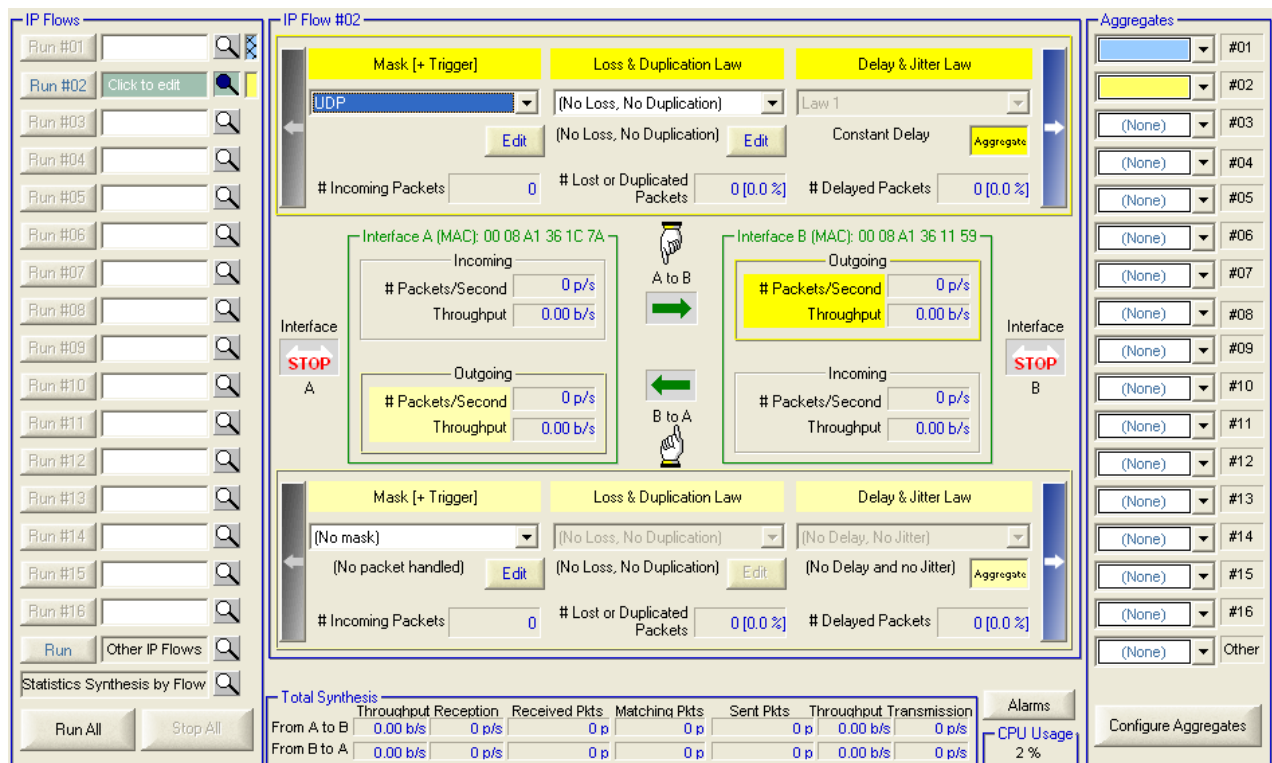 IP Flows
Run #01
Run #02 Click to edit
Run #03
Run #04
Run #05
Run #06
Run #07
Run #08
Run #09
Run #10
Run #11
Run #12
Run #13
Run #14
Run #15
Run #16
Run Other IP Flows
Statistics Synthesis by Flow
Run All Stop All
IP Flow #02
Mask [+ Trigger] Loss & Duplication Law Delay & Jitter Law
UDP (No Loss, No Duplication) Law 1
Edit (No Loss, No Duplication) Edit Constant Delay Aggregate
# Incoming Packets 0 # Lost or Duplicated Packets 0 [0.0 %] # Delayed Packets 0 [0.0 %]
Interface A (MAC): 00 08 A1 36 1C 7A
Incoming
# Packets/Second 0 p/s
Throughput 0.00 b/s
Outgoing
# Packets/Second 0 p/s
Throughput 0.00 b/s
Interface
STOP
A
A to B
B to A
Interface B (MAC): 00 08 A1 36 11 59
Outgoing
# Packets/Second 0 p/s
Throughput 0.00 b/s
Incoming
# Packets/Second 0 p/s
Throughput 0.00 b/s
Interface
STOP
B
Mask [+ Trigger] Loss & Duplication Law Delay & Jitter Law
(No mask) (No Loss, No Duplication) (No Delay, No Jitter)
(No packet handled) Edit (No Loss, No Duplication) Edit (No Delay and no Jitter) Aggregate
# Incoming Packets 0 # Lost or Duplicated Packets 0 [0.0 %] # Delayed Packets 0 [0.0 %]
Total Synthesis
Throughput Reception Received Pkts Matching Pkts Sent Pkts Throughput Transmission
From A to B 0.00 b/s 0 p/s 0 p 0 p 0 p 0.00 b/s 0 p/s
From B to A 0.00 b/s 0 p/s 0 p 0 p 0 p 0.00 b/s 0 p/s
Alarms
CPU Usage
2 %
Aggregates
#01
#02
(None) #03
(None) #04
(None) #05
(None) #06
(None) #07
(None) #08
(None) #09
(None) #10
(None) #11
(None) #12
(None) #13
(None) #14
(None) #15
(None) #16
(None) Other
Configure Aggregates